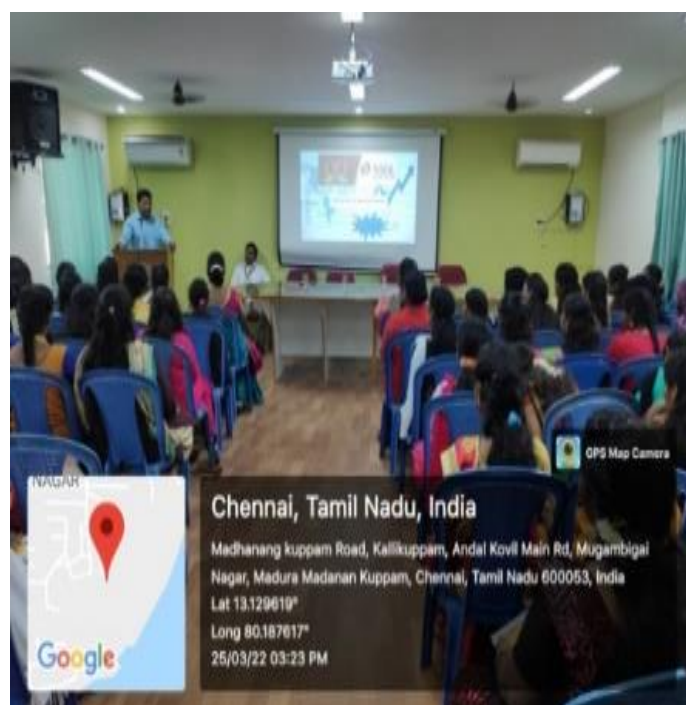 GPS Map Camera
NAGAR
Chennai, Tamil Nadu, India
Madhanang kuppam Road, Kallikuppam, Andal Kovil Main Rd, Mugambigai
Nagar, Madura Madanan Kuppam, Chennai, Tamil Nadu 600053, India
Lat 13.129619°
Long 80.187617°
25/03/22 03:23 PM
Google